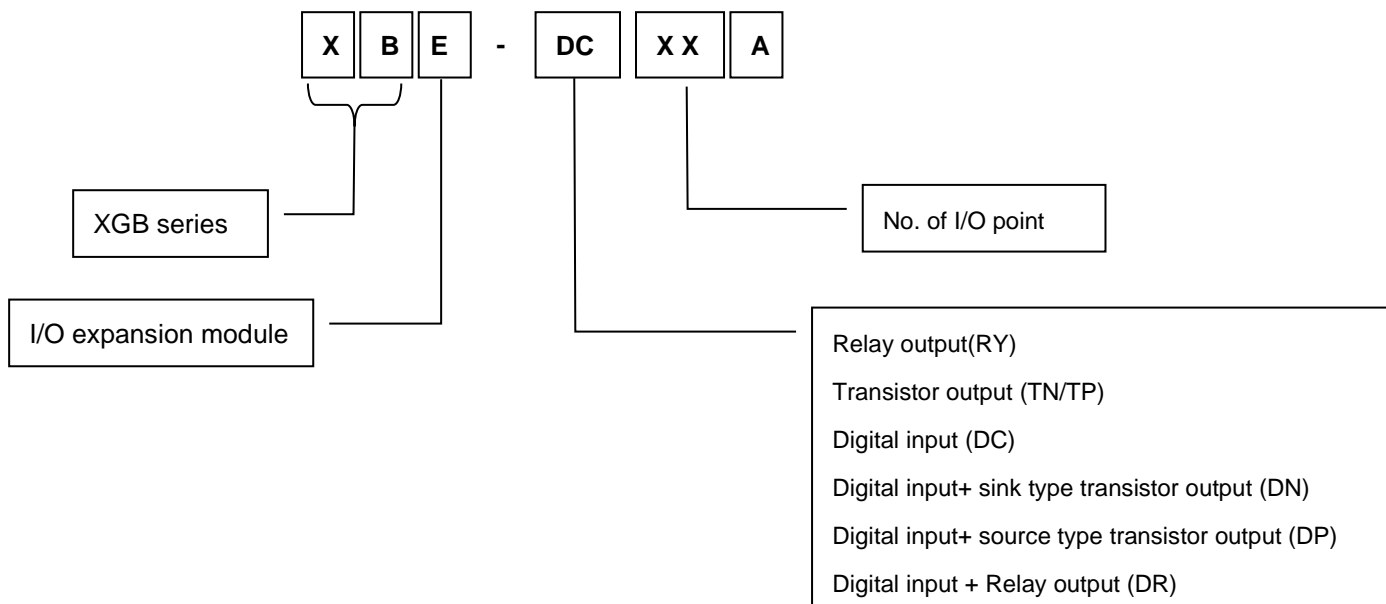 X B E - DC X X A
XGB series
No. of I/O point
I/O expansion module
Relay output(RY)
Transistor output (TN/TP)
Digital input (DC)
Digital input+ sink type transistor output (DN)
Digital input+ source type transistor output (DP)
Digital input + Relay output (DR)